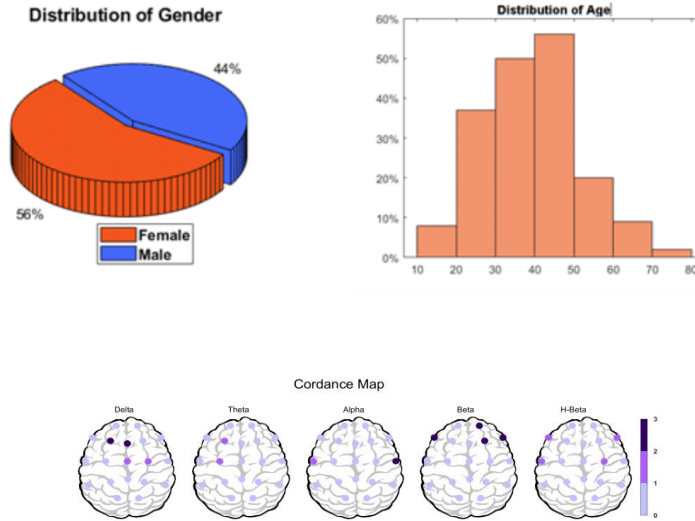 Distribution of Gender
44%
56%
Female
Male
Distribution of Age
60%
50%
40%
30%
20%
10%
0%
10 20 30 40 50 60 70 80
Cordance Map
Delta Theta Alpha Beta H-Beta
3
2
1
0